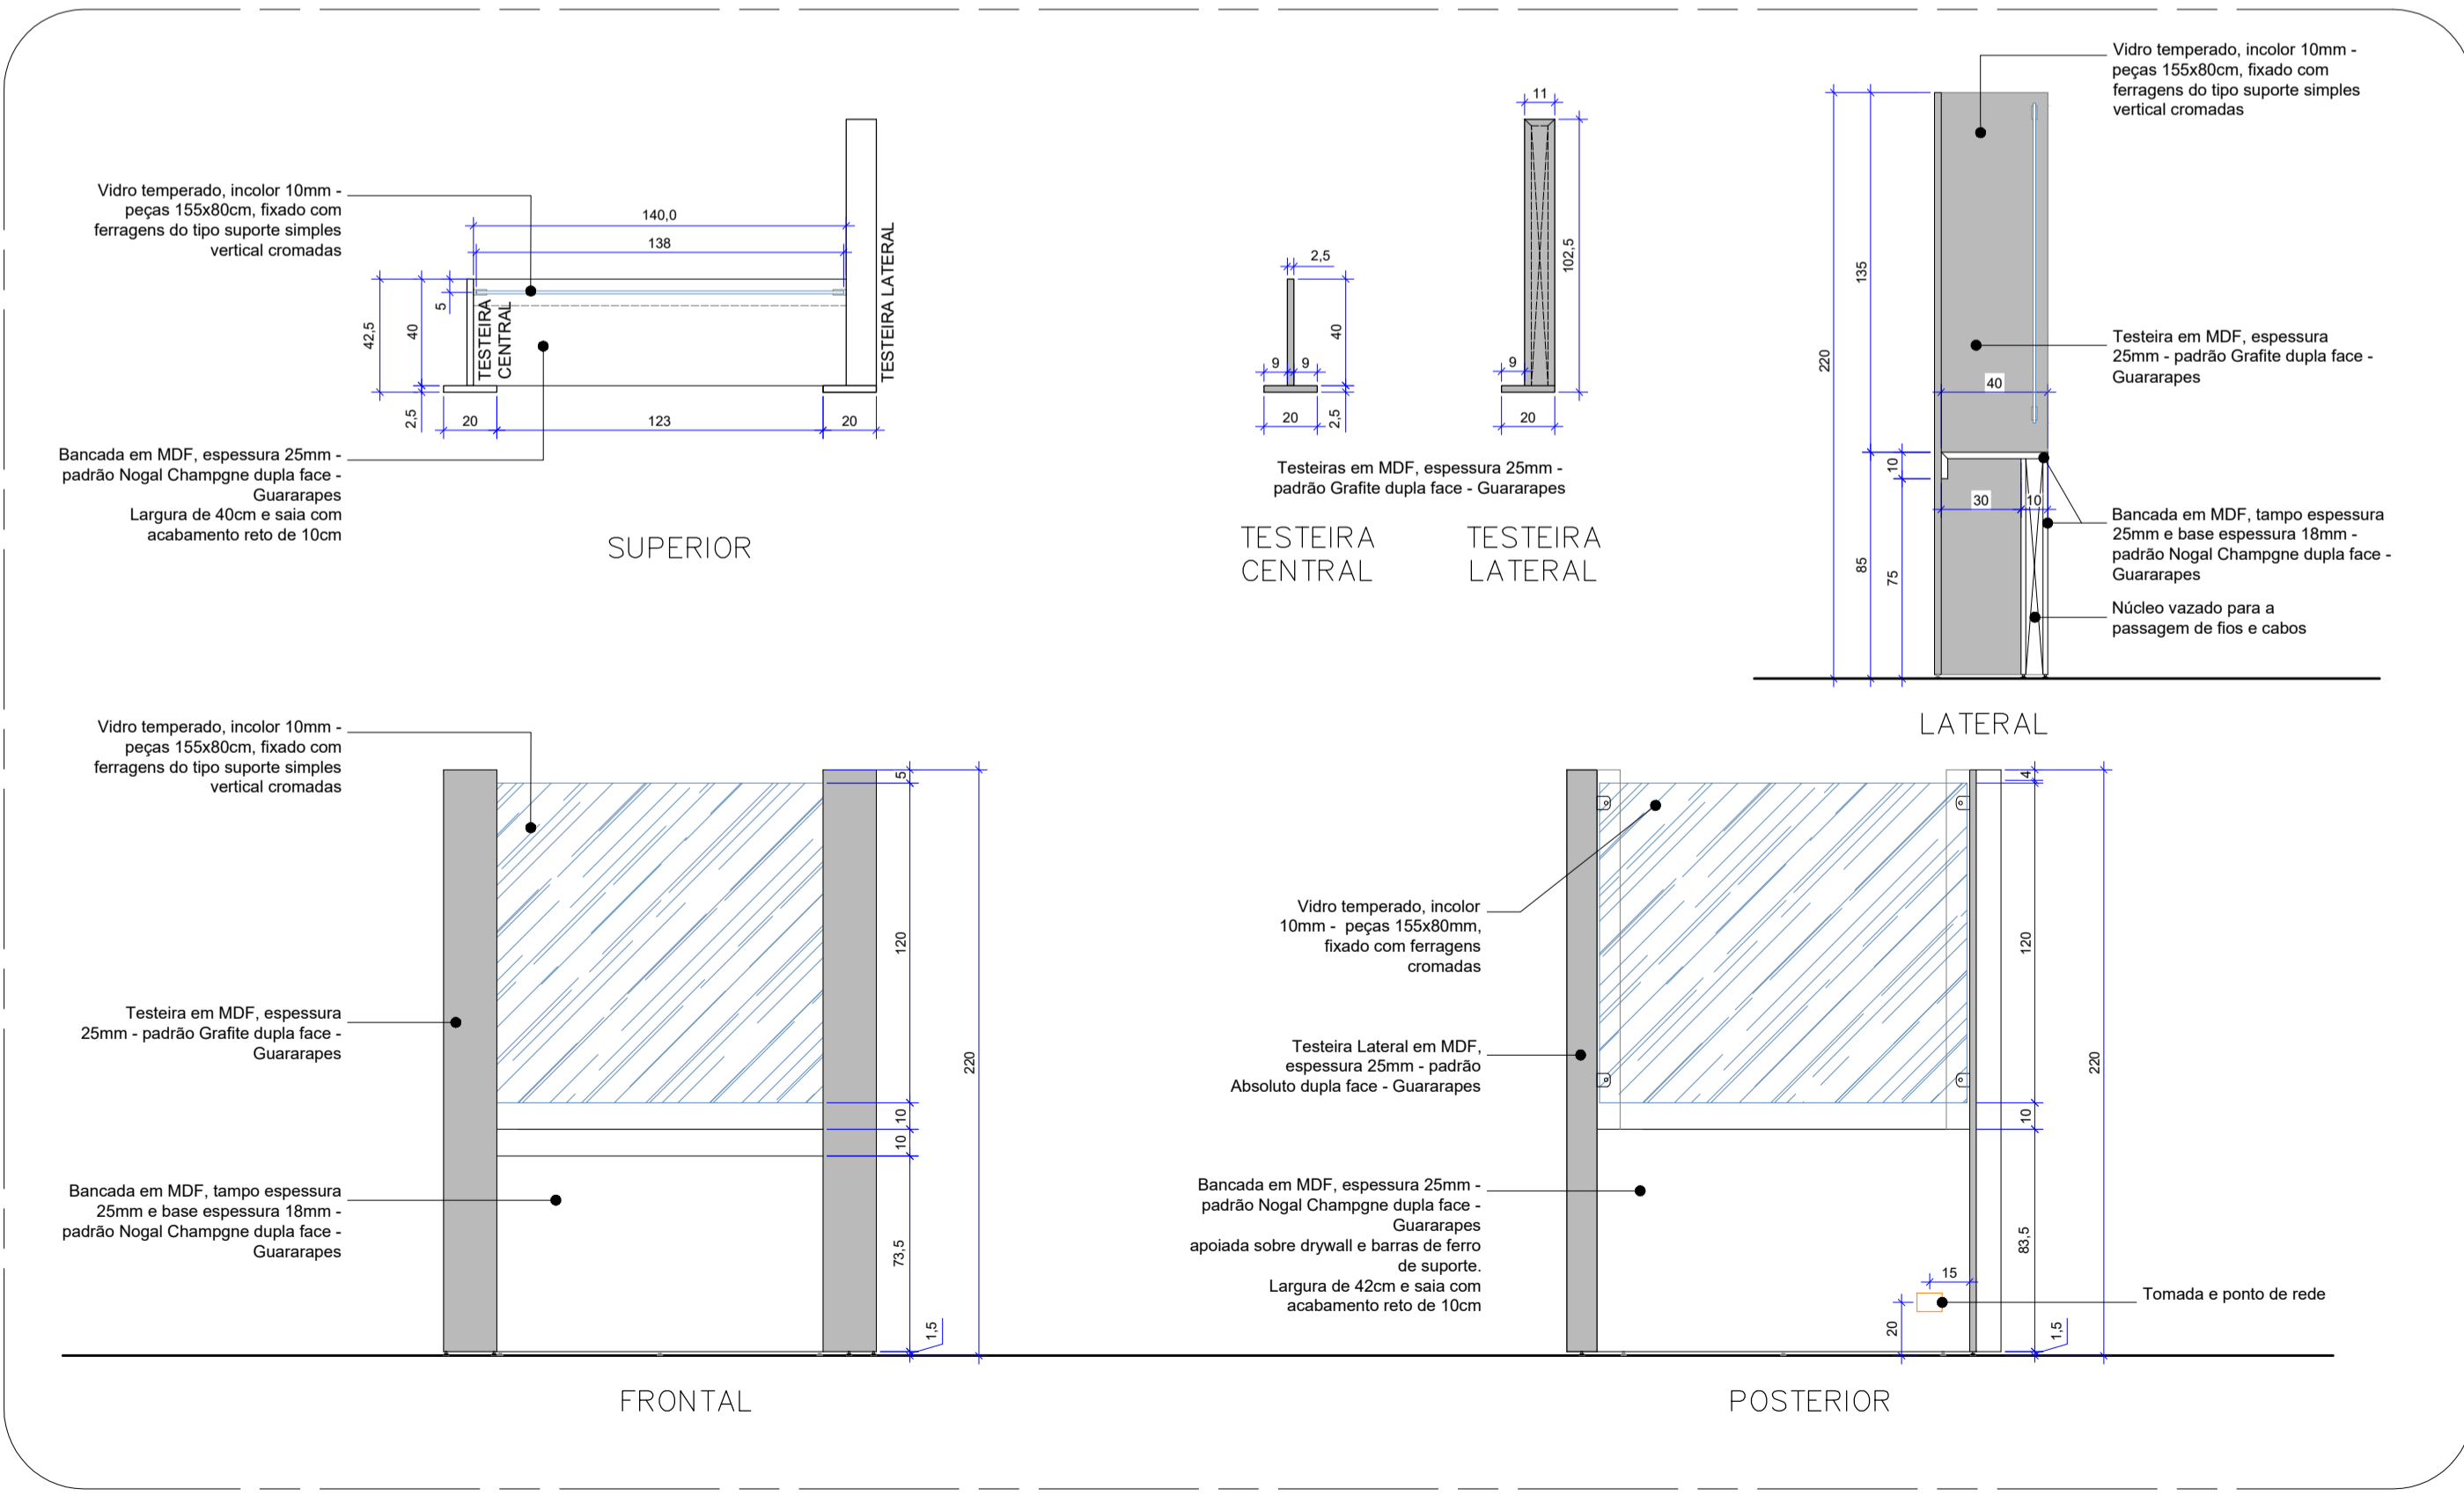 Vidro temperado, incolor 10mm -
peças 155x80cm, fixado com
ferragens do tipo suporte simples
vertical cromadas
140,0
138
5
40
42,5
2,5
20
123
20
TESTEIRA
CENTRAL
TESTEIRA LATERAL
Bancada em MDF, espessura 25mm -
padrão Nogal Champgne dupla face -
Guararapes
Largura de 40cm e saia com
acabamento reto de 10cm
SUPERIOR
2,5
40
9
9
20
2,5
11
102,5
9
20
Testeiras em MDF, espessura 25mm -
padrão Grafite dupla face - Guararapes
TESTEIRA
CENTRAL
TESTEIRA
LATERAL
Vidro temperado, incolor 10mm -
peças 155x80cm, fixado com
ferragens do tipo suporte simples
vertical cromadas
135
220
Testeira em MDF, espessura
25mm - padrão Grafite dupla face -
Guararapes
40
10
30
10
85
75
Bancada em MDF, tampo espessura
25mm e base espessura 18mm -
padrão Nogal Champgne dupla face -
Guararapes
Núcleo vazado para a
passagem de fios e cabos
LATERAL
Vidro temperado, incolor 10mm -
peças 155x80cm, fixado com
ferragens do tipo suporte simples
vertical cromadas
5
120
220
10
10
73,5
1,5
Testeira em MDF, espessura
25mm - padrão Grafite dupla face -
Guararapes
Bancada em MDF, tampo espessura
25mm e base espessura 18mm -
padrão Nogal Champgne dupla face -
Guararapes
FRONTAL
Vidro temperado, incolor
10mm - peças 155x80mm,
fixado com ferragens
cromadas
Testeira Lateral em MDF,
espessura 25mm - padrão
Absoluto dupla face - Guararapes
Bancada em MDF, espessura 25mm -
padrão Nogal Champgne dupla face -
Guararapes
apoiada sobre drywall e barras de ferro
de suporte.
Largura de 42cm e saia com
acabamento reto de 10cm
4
120
220
10
83,5
15
20
1,5
Tomada e ponto de rede
POSTERIOR